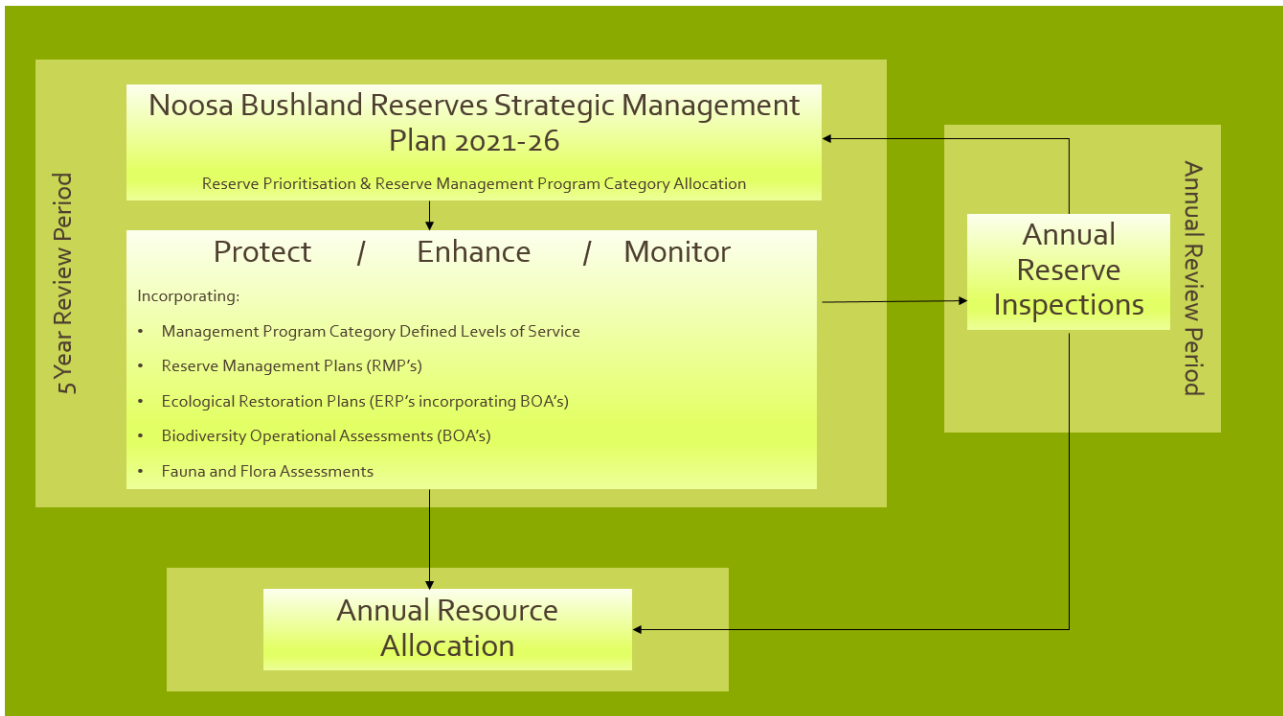 Noosa Bushland Reserves Strategic Management
Plan 2021-26
Reserve Prioritisation & Reserve Management Program Category Allocation
5 Year Review Period
Protect / Enhance / Monitor
Incorporating:
• Management Program Category Defined Levels of Service
• Reserve Management Plans (RMP's)
• Ecological Restoration Plans (ERP's incorporating BOA's)
• Biodiversity Operational Assessments (BOA's)
• Fauna and Flora Assessments
Annual
Reserve
Inspections
Annual Review Period
Annual Resource
Allocation